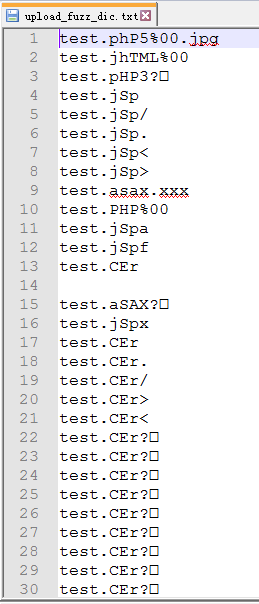 upload_fuzz_dic.txt
1 test.phP5%00.jpg
2 test.jhTML%00
3 test.pHP3?□
4 test.jSp
5 test.jSp/
6 test.jSp.
7 test.jSp<
8 test.jSp>
9 test.asax.xxx
10 test.PHP%00
11 test.jSpa
12 test.jSpf
13 test.CEr
14
15 test.aSAX?□
16 test.jSpx
17 test.CEr
18 test.CEr.
19 test.CEr/
20 test.CEr>
21 test.CEr<
22 test.CEr?□
23 test.CEr?□
24 test.CEr?□
25 test.CEr?□
26 test.CEr?□
27 test.CEr?□
28 test.CEr?□
29 test.CEr?□
30 test.CEr?□